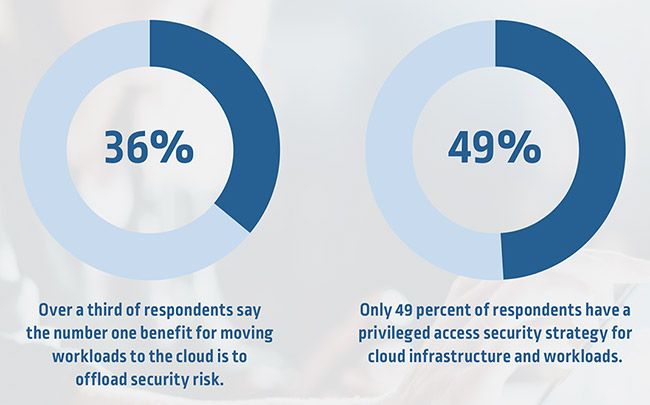 36%
Over a third of respondents say
the number one benefit for moving
workloads to the cloud is to
offload security risk.
49%
Only 49 percent of respondents have a
privileged access security strategy for
cloud infrastructure and workloads.